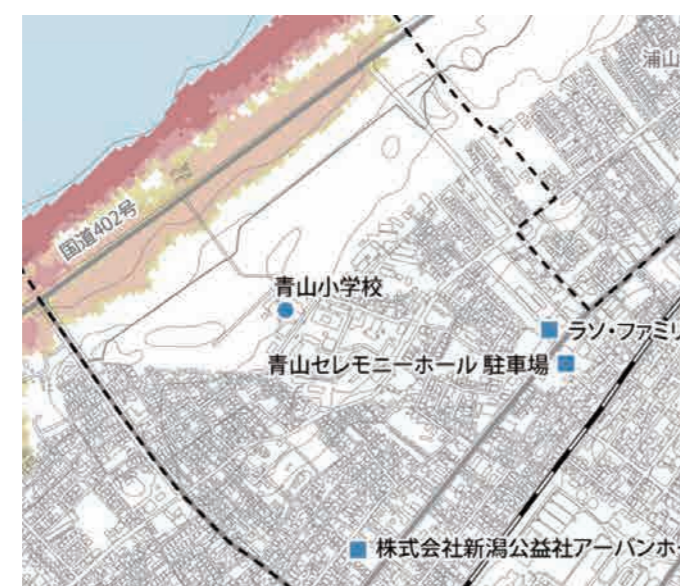 浦山
国道402号
青山小学校
ラソ・ファミリ
青山セレモニーホール 駐車場
株式会社新潟公益社アーバンホ